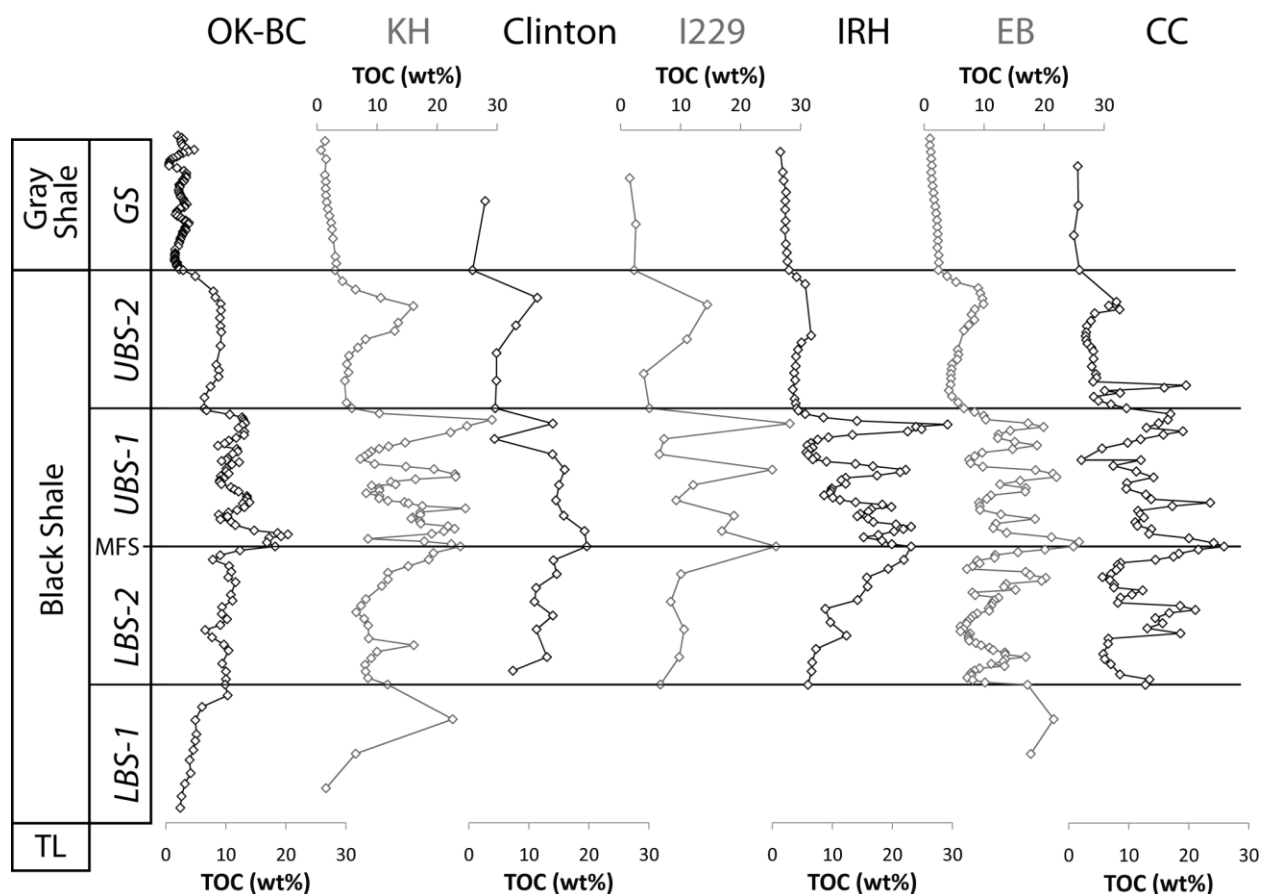 OK-BC KH Clinton I229 IRH EB CC
TOC (wt%) TOC (wt%) TOC (wt%)
0 10 20 30 0 10 20 30 0 10 20 30
Gray
Shale
GS
Black Shale
UBS-2
UBS-1
MFS
LBS-2
LBS-1
TL
0 10 20 30 0 10 20 30 0 10 20 30 0 10 20 30
TOC (wt%) TOC (wt%) TOC (wt%) TOC (wt%)